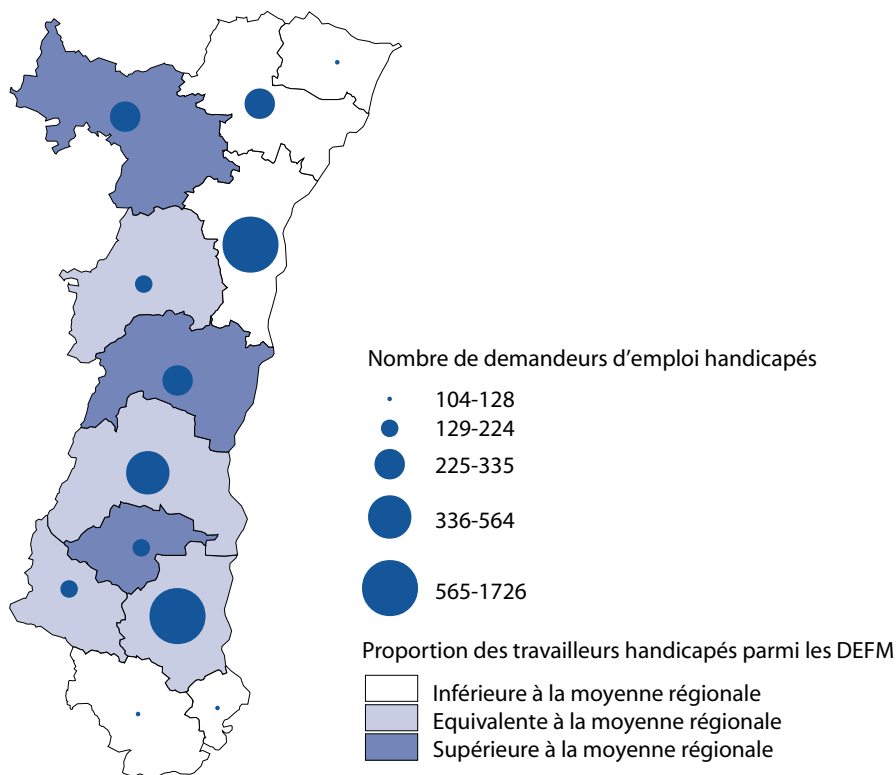 Nombre de demandeurs d’emploi handicapés
104-128
129-224
225-335
336-564
565-1726
Proportion des travailleurs handicapés parmi les DEFM
Inférieure à la moyenne régionale
Equivalente à la moyenne régionale
Supérieure à la moyenne régionale